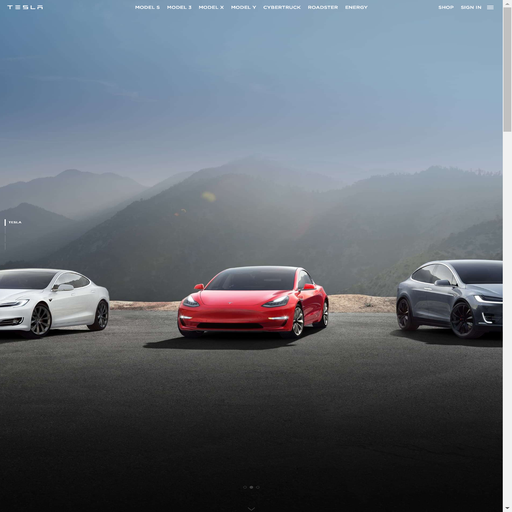 TESLA
MODEL S MODEL 3 MODEL X MODEL Y CYBERTRUCK ROADSTER ENERGY
SHOP SIGN IN
TESLA